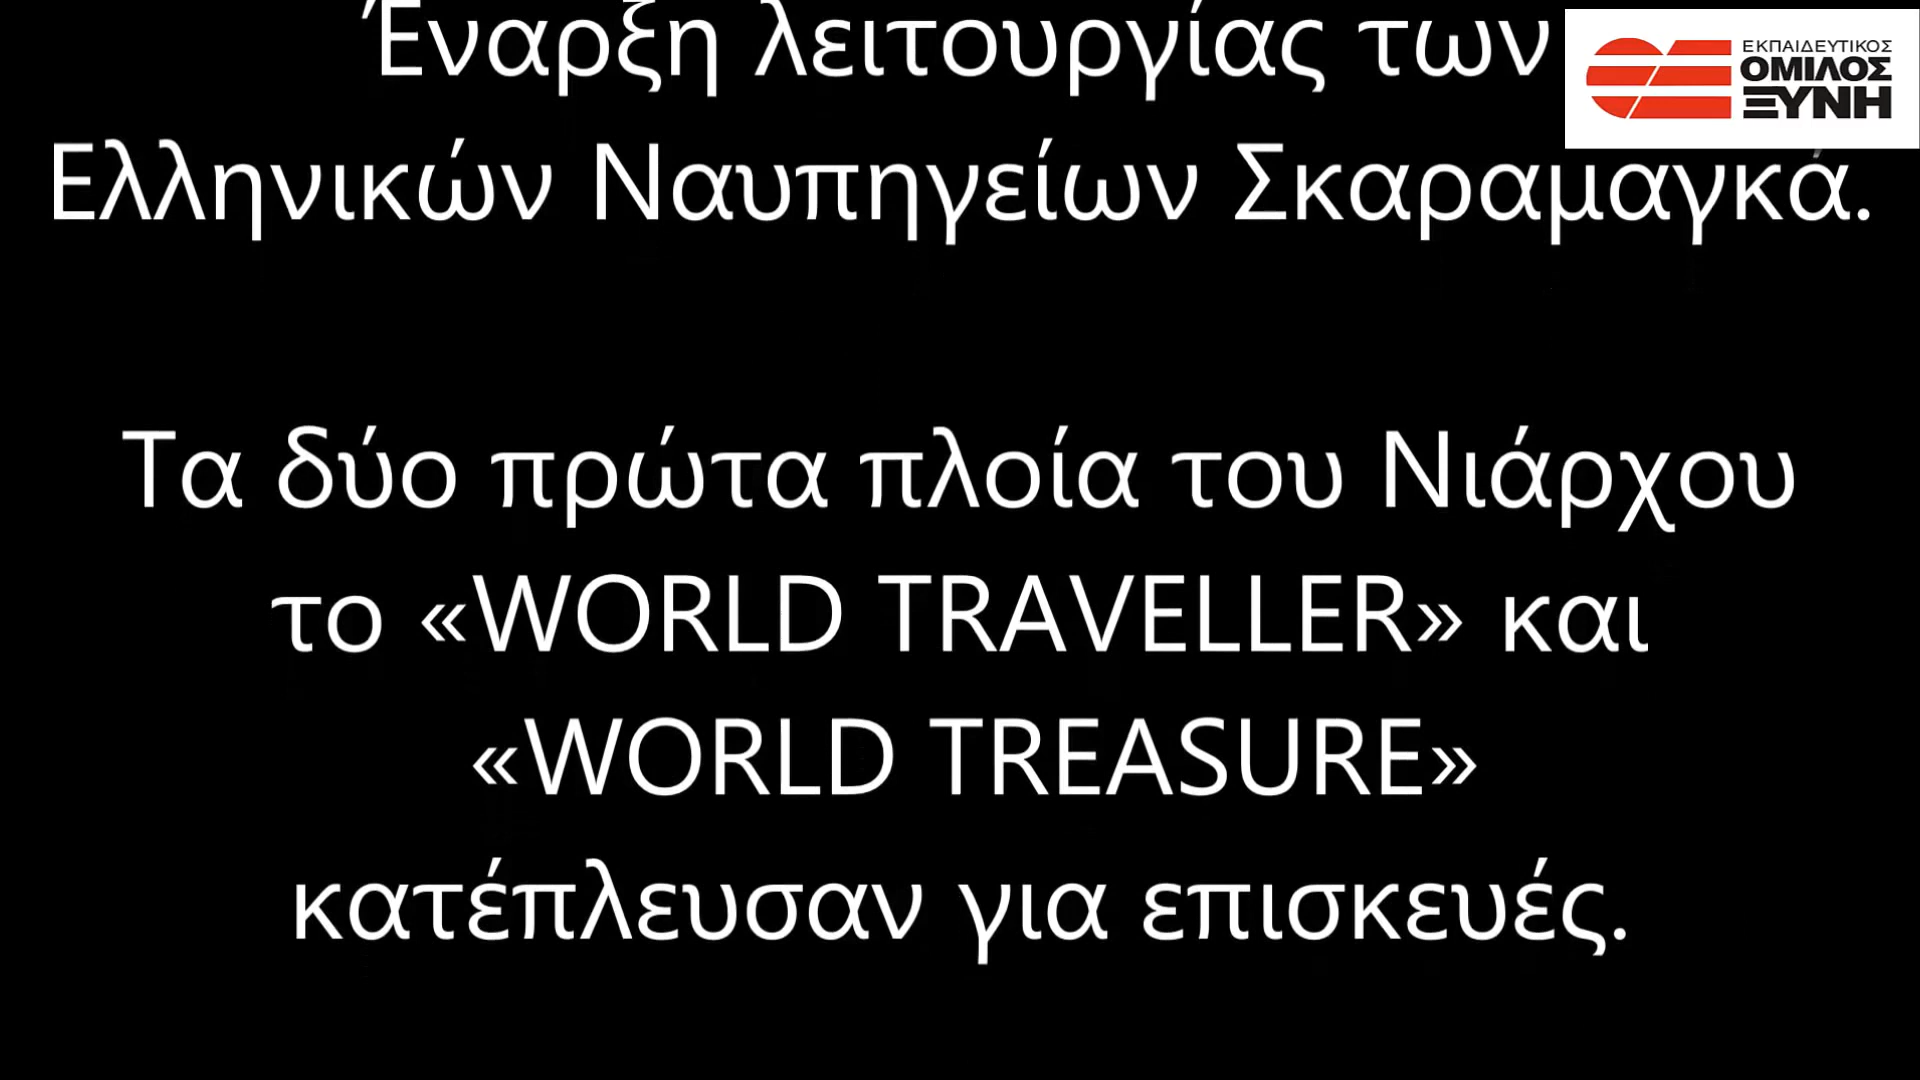 Έναρξη λειτουργίας των
Ελληνικών Ναυπηγείων Σκαραμαγκά.
Τα δύο πρώτα πλοία του Νιάρχου
το «WORLD TRAVELLER» και
«WORLD TREASURE»
κατέπλευσαν για επισκευές.
ΕΚΠΑΙΔΕΥΤΙΚΟΣ
ΟΜΙΛΟΣ
ΞΥΝΗ